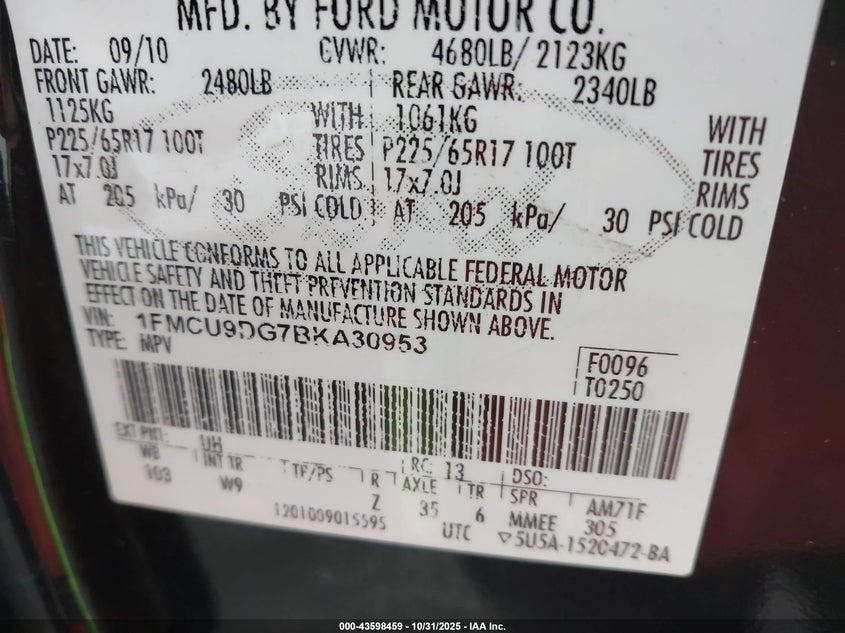 MFD. BY FORD MOTOR CO.
DATE: 09/10 GVWR: 4680LB/ 2123KG
FRONT GAWR: 2480LB REAR GAWR: 2340LB
1125KG WITH 1061KG WITH
P225/65R17 100T TIRES P225/65R17 100T TIRES
17x7.0J RIMS 17x7.0J RIMS
AT 205 kPa/ 30 PSI COLD AT 205 kPa/ 30 PSI COLD
THIS VEHICLE CONFORMS TO ALL APPLICABLE FEDERAL MOTOR
VEHICLE SAFETY AND THEFT PREVENTION STANDARDS IN
EFFECT ON THE DATE OF MANUFACTURE SHOWN ABOVE.
VIN: 1FMCU9DG7BKA30953
TYPE: MPV
F0096
T0250
EXT PNT: UH RC: 13 DSO:
WB INT TR TP/PS R AXLE TR SPR AM71F
103 W9 Z 35 6 MMEE 305
1201009015595 UTC ▽5U5A-1520472-BA
000-43598459 | 10/31/2025 | IAA Inc.